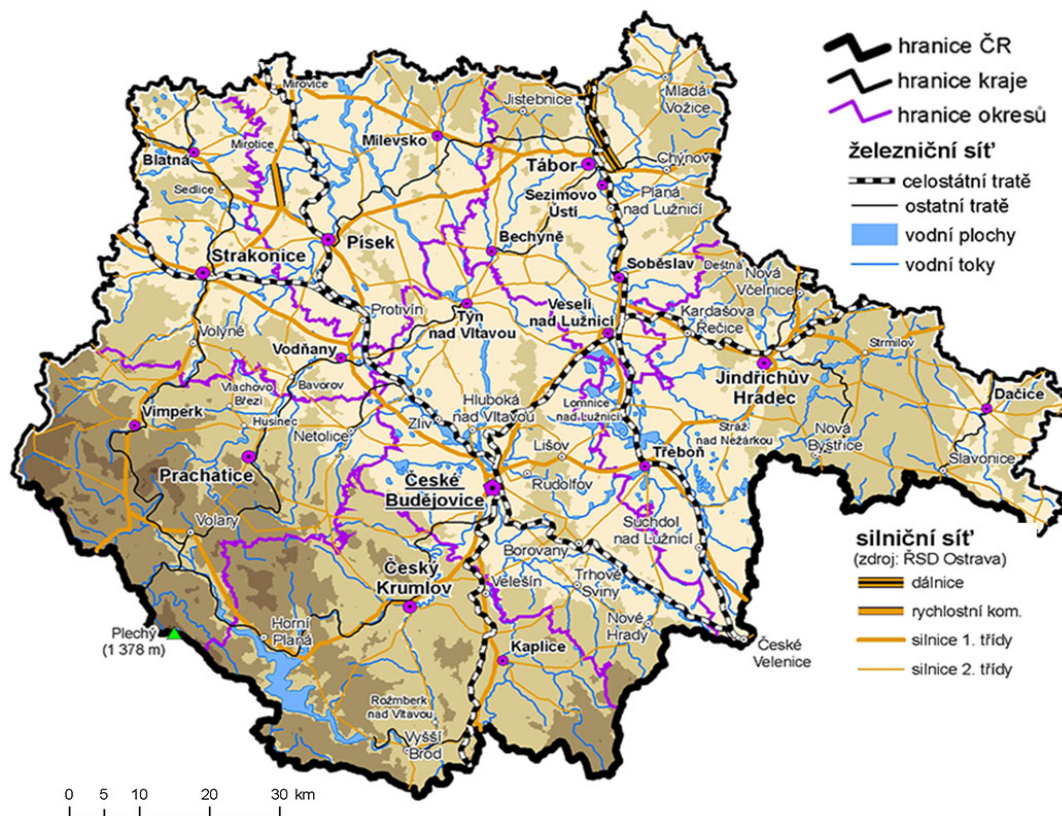 hranice ČR
hranice kraje
hranice okresů
železniční síť
celostátní tratě
ostatní tratě
vodní plochy
vodní toky
Mirovice
Jistebnice
Mladá
Vožice
Milevsko
Mirotice
Blatná
Tábor
Chýnov
Sedlice
Sezimovo
Ústí
Planá
nad Lužnicí
Písek
Bechyně
Strakonice
Soběslav
Deštná
Nová
Včelnice
Protivín
Týn
nad Vltavou
Veselí
nad Lužnicí
Kardašova
Řečice
Volyně
Vodňany
Strmilov
Vlachovo
Březí
Bavorov
Jindřichův
Hradec
Dačice
Vimperk
Husinec
Netolice
Zliv
Hluboká
nad Vltavou
Lomnice
nad Lužnicí
Stráž
nad Nežárkou
Nová
Bystřice
Lišov
Prachatice
Třeboň
Slavonice
České
Budějovice
Rudolfov
Volary
Suchdol
nad Lužnicí
Borovany
Český
Krumlov
Velešín
Trhové
Sviny
Plechý
(1 378 m)
Horní
Planá
Nové
Hrady
České
Velenice
Kaplice
Rožmberk
nad Vltavou
Vyšší
Brod
silniční síť
(zdroj: ŘSD Ostrava)
dálnice
rychlostní kom.
silnice 1. třídy
silnice 2. třídy
0 5 10 20 30 km